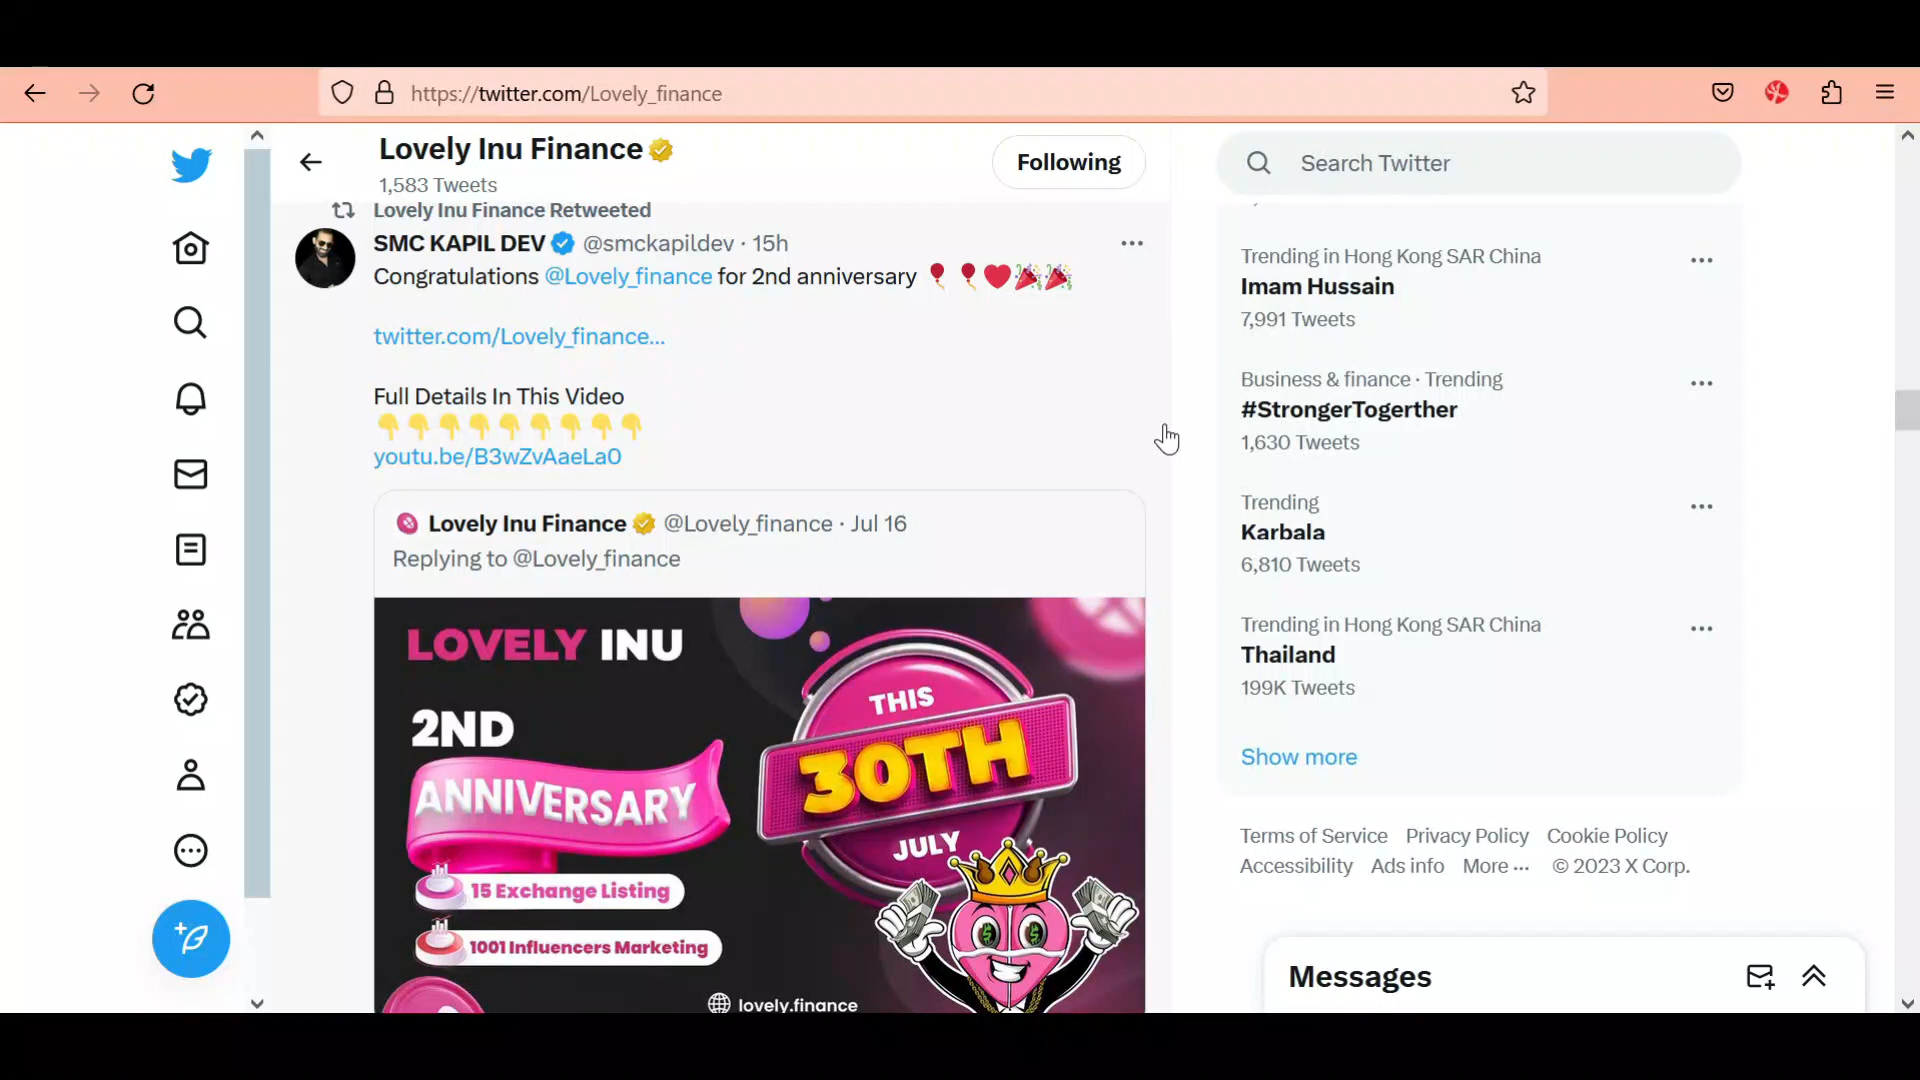 https://twitter.com/Lovely_finance
Lovely Inu Finance
1,583 Tweets
Following
Lovely Inu Finance Retweeted
SMC KAPIL DEV @smckapildev · 15h
Congratulations @Lovely_finance for 2nd anniversary 🎈🎈❤️🎉🎉
twitter.com/Lovely_finance...
Full Details In This Video
👇👇👇👇👇👇👇👇👇
youtu.be/B3wZvAaeLa0
Lovely Inu Finance @Lovely_finance · Jul 16
Replying to @Lovely_finance
LOVELY INU
2ND
ANNIVERSARY
15 Exchange Listing
1001 Influencers Marketing
THIS
30TH
JULY
lovely.finance
Search Twitter
Trending in Hong Kong SAR China
Imam Hussain
7,991 Tweets
Business & finance · Trending
#StrongerTogerther
1,630 Tweets
Trending
Karbala
6,810 Tweets
Trending in Hong Kong SAR China
Thailand
199K Tweets
Show more
Terms of Service Privacy Policy Cookie Policy
Accessibility Ads info More ··· © 2023 X Corp.
Messages